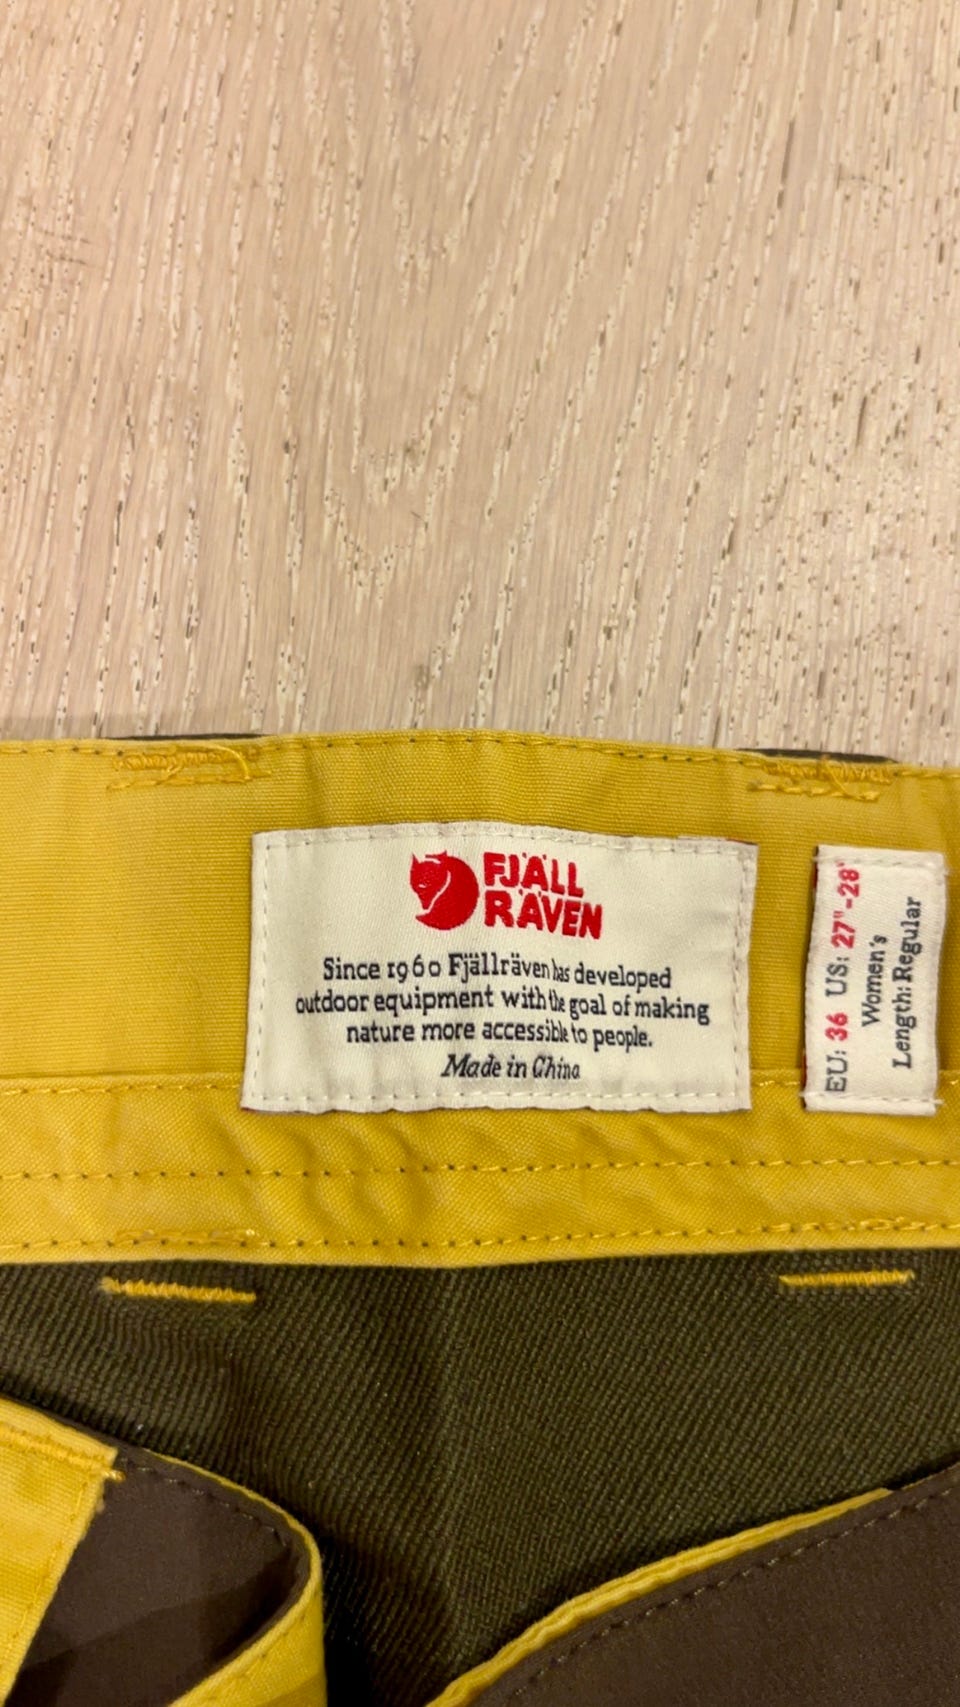 FJÄLL
RÄVEN
Since 1960 Fjällräven has developed
outdoor equipment with the goal of making
nature more accessible to people.
Made in China
EU: 36 US: 27"-28"
Women's
Length: Regular